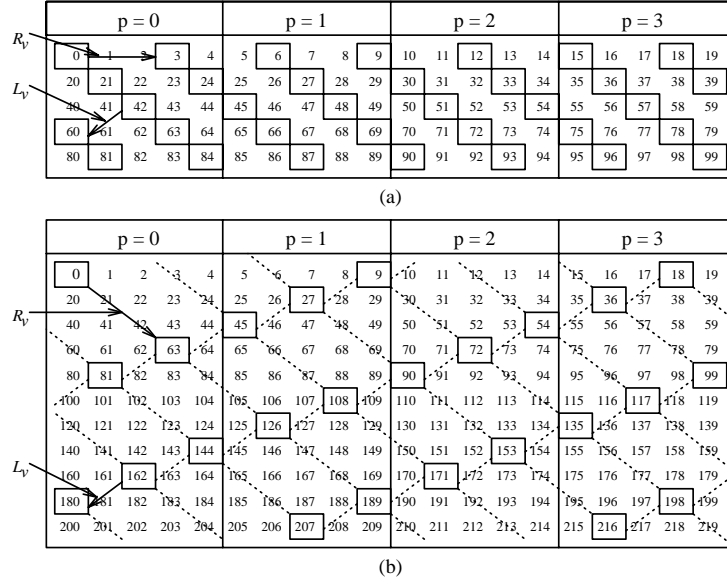 p = 0 p = 1 p = 2 p = 3
R_v
0 1 2 3 4 5 6 7 8 9 10 11 12 13 14 15 16 17 18 19
20 21 22 23 24 25 26 27 28 29 30 31 32 33 34 35 36 37 38 39
L_v
40 41 42 43 44 45 46 47 48 49 50 51 52 53 54 55 56 57 58 59
60 61 62 63 64 65 66 67 68 69 70 71 72 73 74 75 76 77 78 79
80 81 82 83 84 85 86 87 88 89 90 91 92 93 94 95 96 97 98 99
(a)
p = 0 p = 1 p = 2 p = 3
0 1 2 3 4 5 6 7 8 9 10 11 12 13 14 15 16 17 18 19
20 21 22 23 24 25 26 27 28 29 30 31 32 33 34 35 36 37 38 39
R_v
40 41 42 43 44 45 46 47 48 49 50 51 52 53 54 55 56 57 58 59
60 61 62 63 64 65 66 67 68 69 70 71 72 73 74 75 76 77 78 79
80 81 82 83 84 85 86 87 88 89 90 91 92 93 94 95 96 97 98 99
100 101 102 103 104 105 106 107 108 109 110 111 112 113 114 115 116 117 118 119
120 121 122 123 124 125 126 127 128 129 130 131 132 133 134 135 136 137 138 139
140 141 142 143 144 145 146 147 148 149 150 151 152 153 154 155 156 157 158 159
L_v
160 161 162 163 164 165 166 167 168 169 170 171 172 173 174 175 176 177 178 179
180 181 182 183 184 185 186 187 188 189 190 191 192 193 194 195 196 197 198 199
200 201 202 203 204 205 206 207 208 209 210 211 212 213 214 215 216 217 218 219
(b)